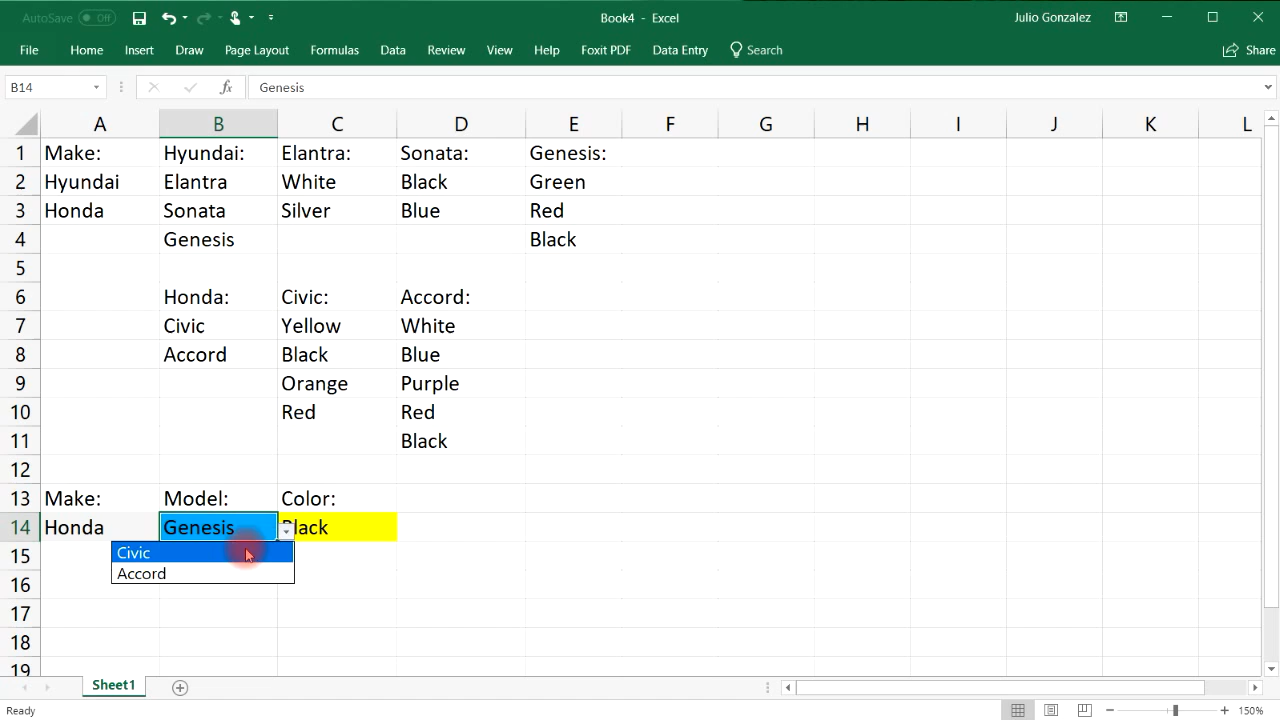 AutoSave Off Book4 - Excel Julio Gonzalez
File Home Insert Draw Page Layout Formulas Data Review View Help Foxit PDF Data Entry Search Share
B14 fx Genesis
A B C D E F G H I J K L
1 Make: Hyundai: Elantra: Sonata: Genesis:
2 Hyundai Elantra White Black Green
3 Honda Sonata Silver Blue Red
4 Genesis Black
5
6 Honda: Civic: Accord:
7 Civic Yellow White
8 Accord Black Blue
9 Orange Purple
10 Red Red
11 Black
12
13 Make: Model: Color:
14 Honda Genesis Black
15 Civic
16 Accord
17
18
19
Sheet1
Ready 150%